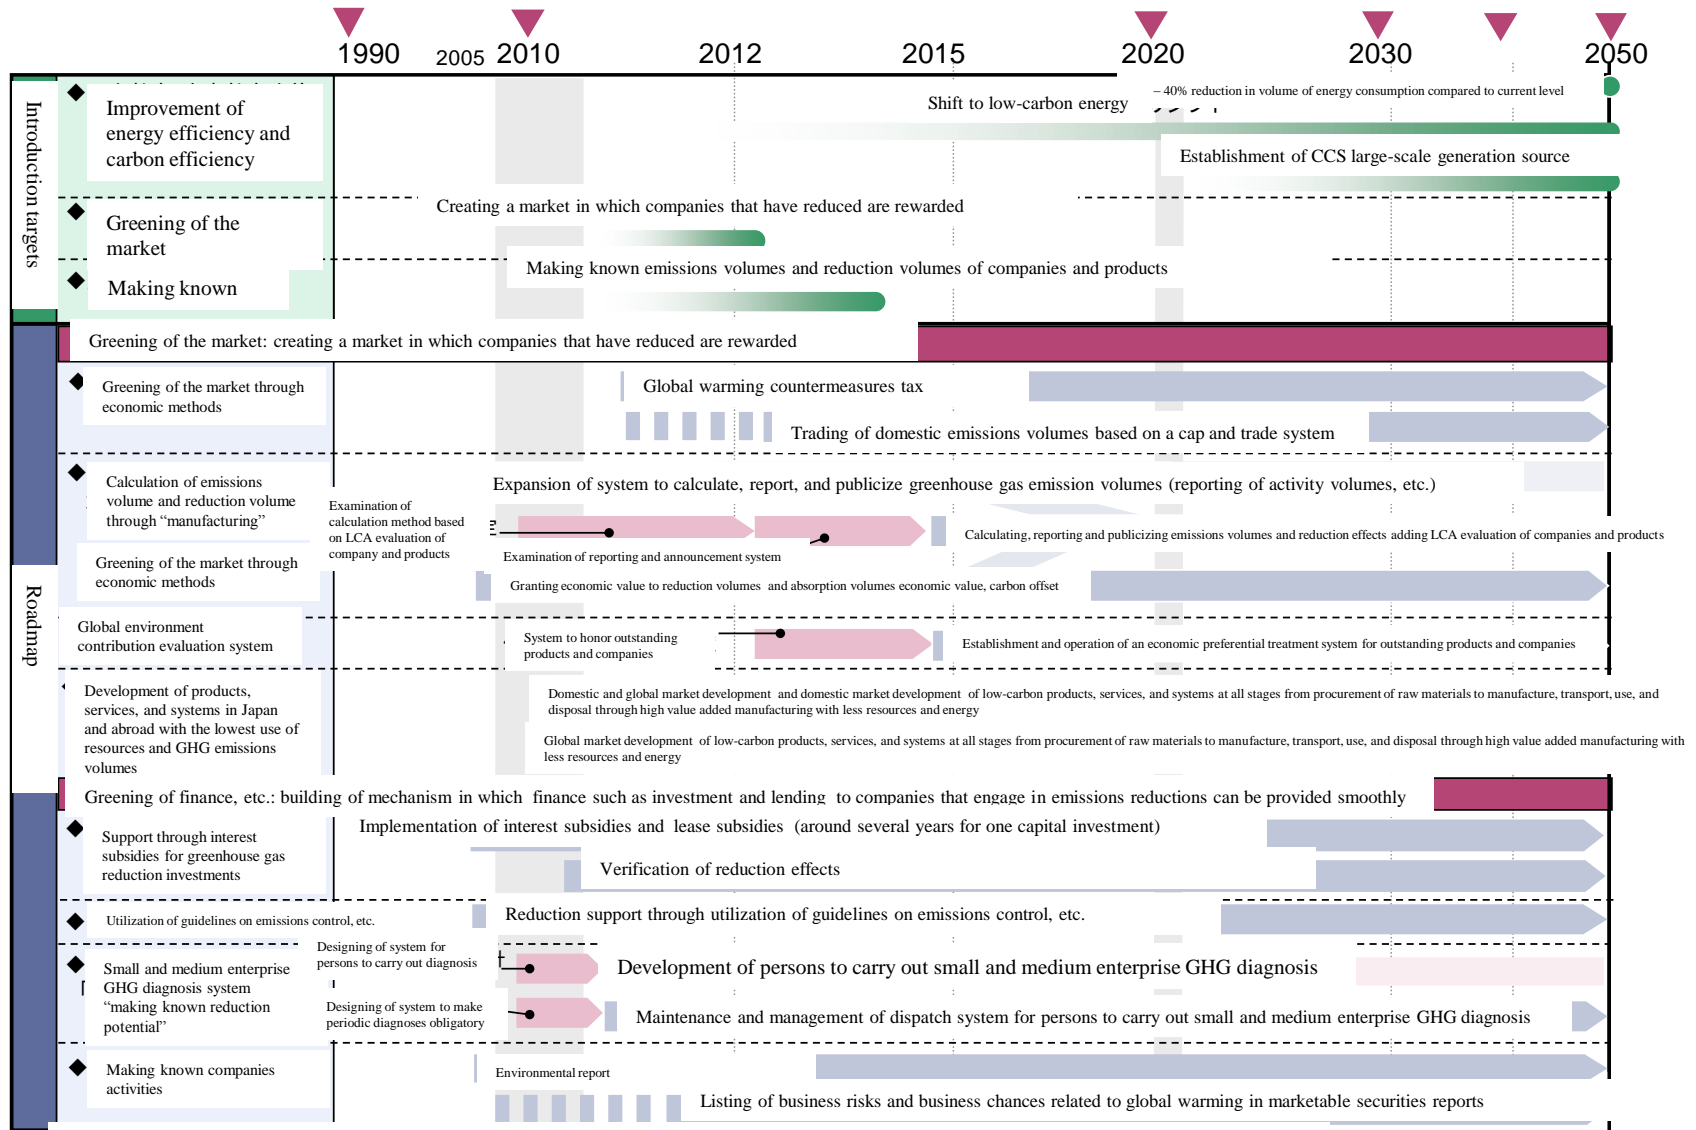 1990
2005
2010
2012
2015
2020
2030
2050
Introduction targets
Improvement of
energy efficiency and
carbon efficiency
Shift to low-carbon energy
– 40% reduction in volume of energy consumption compared to current level
Establishment of CCS large-scale generation source
Greening of the
market
Creating a market in which companies that have reduced are rewarded
Making known
Making known emissions volumes and reduction volumes of companies and products
Roadmap
Greening of the market: creating a market in which companies that have reduced are rewarded
Greening of the market through
economic methods
Global warming countermeasures tax
Trading of domestic emissions volumes based on a cap and trade system
Calculation of emissions
volume and reduction volume
through “manufacturing”
Expansion of system to calculate, report, and publicize greenhouse gas emission volumes (reporting of activity volumes, etc.)
Examination of
calculation method based
on LCA evaluation of
company and products
Examination of reporting and announcement system
Calculating, reporting and publicizing emissions volumes and reduction effects adding LCA evaluation of companies and products
Greening of the market through
economic methods
Granting economic value to reduction volumes and absorption volumes economic value, carbon offset
Global environment
contribution evaluation system
System to honor outstanding
products and companies
Establishment and operation of an economic preferential treatment system for outstanding products and companies
Development of products,
services, and systems in Japan
and abroad with the lowest use of
resources and GHG emissions
volumes
Domestic and global market development and domestic market development of low-carbon products, services, and systems at all stages from procurement of raw materials to manufacture, transport, use, and
disposal through high value added manufacturing with less resources and energy
Global market development of low-carbon products, services, and systems at all stages from procurement of raw materials to manufacture, transport, use, and disposal through high value added manufacturing with
less resources and energy
Greening of finance, etc.: building of mechanism in which finance such as investment and lending to companies that engage in emissions reductions can be provided smoothly
Support through interest
subsidies for greenhouse gas
reduction investments
Implementation of interest subsidies and lease subsidies (around several years for one capital investment)
Verification of reduction effects
Utilization of guidelines on emissions control, etc.
Reduction support through utilization of guidelines on emissions control, etc.
Small and medium enterprise
GHG diagnosis system
“making known reduction
potential”
Designing of system for
persons to carry out diagnosis
Development of persons to carry out small and medium enterprise GHG diagnosis
Designing of system to make
periodic diagnoses obligatory
Maintenance and management of dispatch system for persons to carry out small and medium enterprise GHG diagnosis
Making known companies
activities
Environmental report
Listing of business risks and business chances related to global warming in marketable securities reports